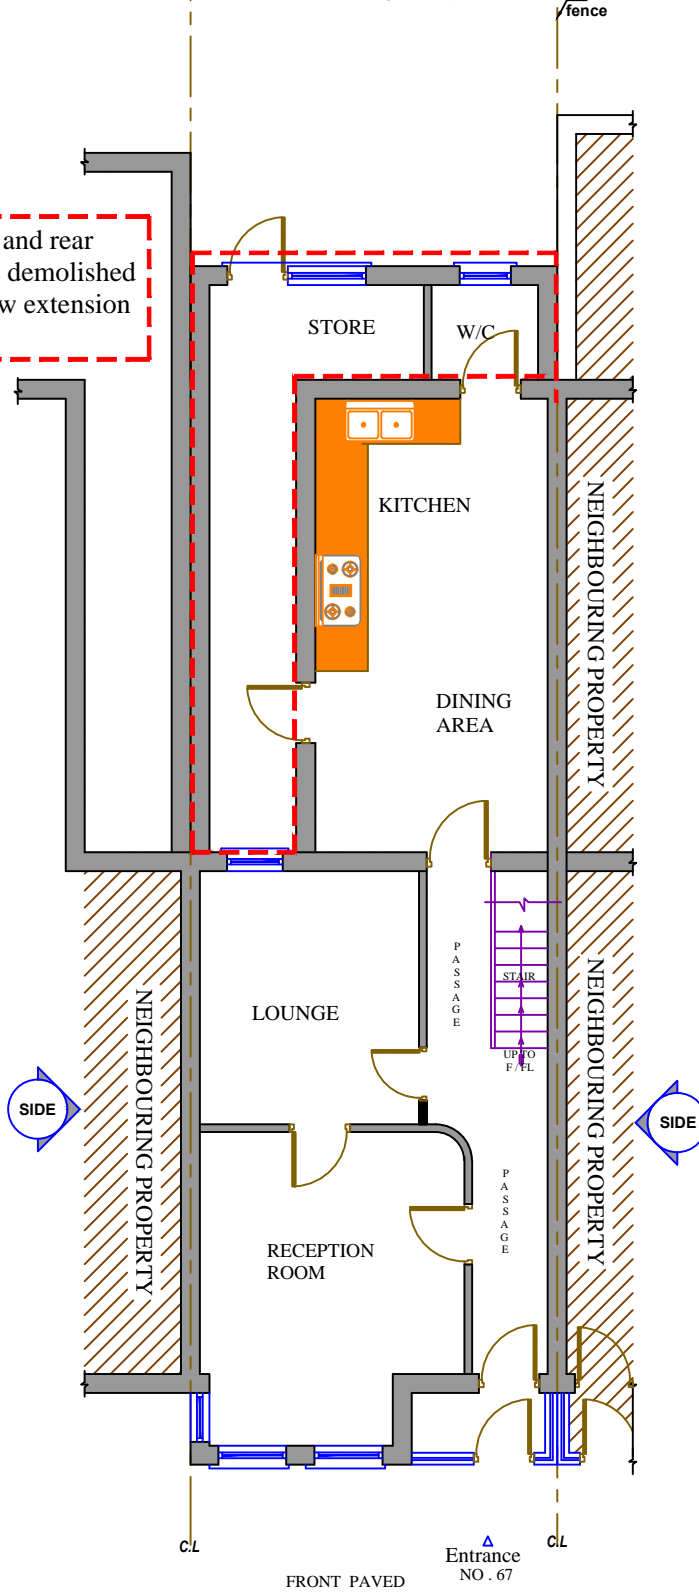 fence
and rear
demolished
w extension
STORE
W/C
KITCHEN
NEIGHBOURING PROPERTY
DINING
AREA
PASSAGE
STAIR
UP TO
F / FL
LOUNGE
NEIGHBOURING PROPERTY
NEIGHBOURING PROPERTY
SIDE
SIDE
PASSAGE
RECEPTION
ROOM
C.L
C.L
Entrance
NO . 67
FRONT PAVED